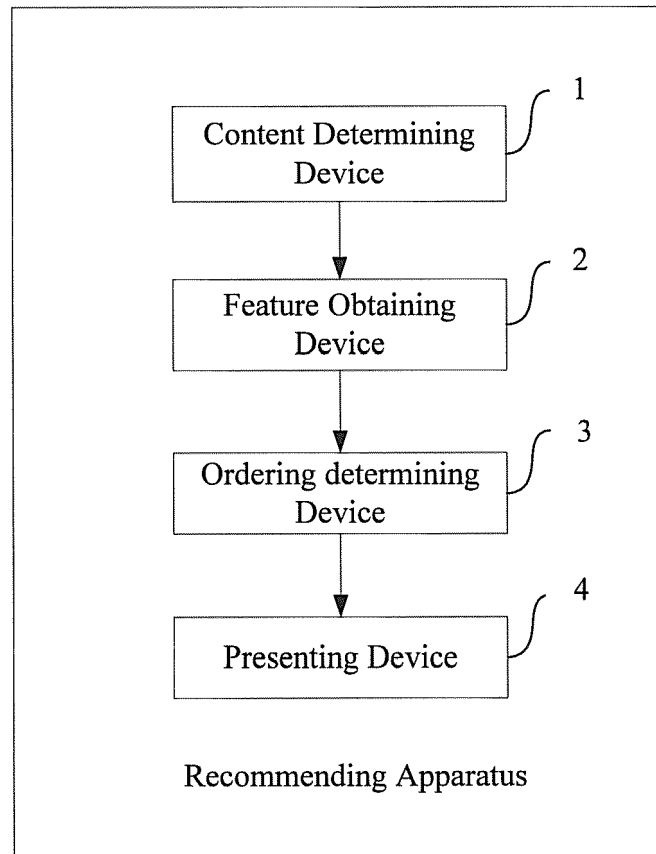 1
Content Determining
Device
2
Feature Obtaining
Device
3
Ordering determining
Device
4
Presenting Device
Recommending Apparatus